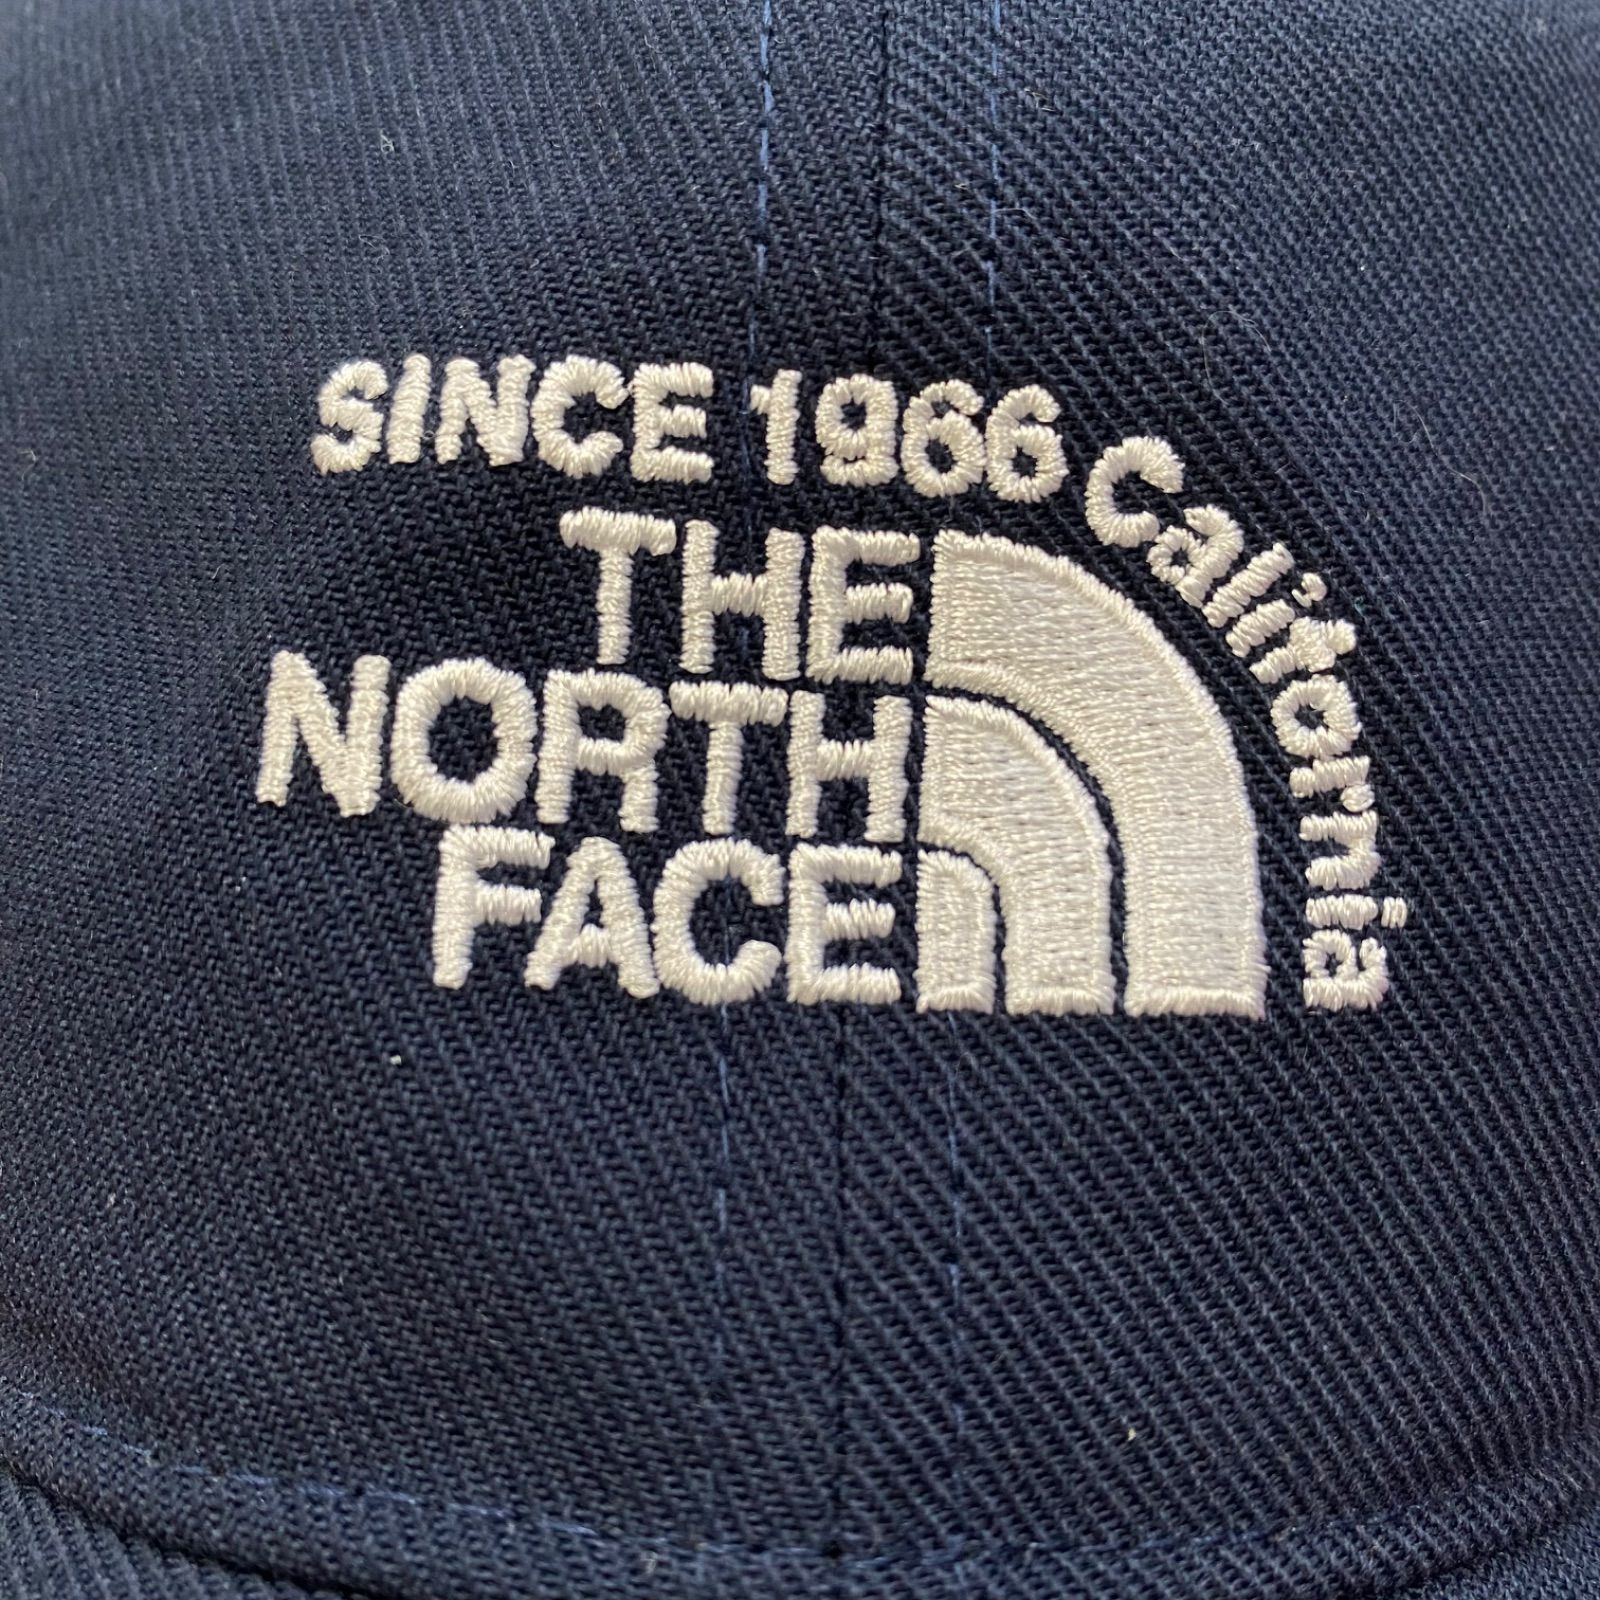 SINCE 1966 California
THE
NORTH
FACE